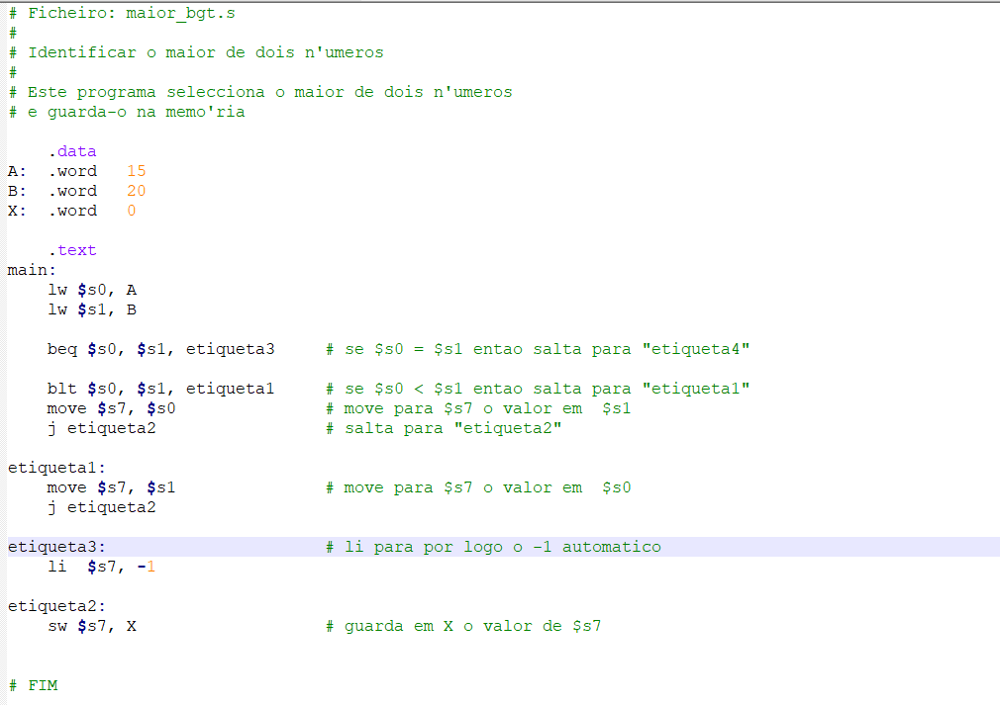 # Ficheiro: maior_bgt.s
#
# Identificar o maior de dois n'umeros
#
# Este programa selecciona o maior de dois n'umeros
# e guarda-o na memo'ria
.data
A: .word 15
B: .word 20
X: .word 0
.text
main:
lw $s0, A
lw $s1, B
beq $s0, $s1, etiqueta3 # se $s0 = $s1 entao salta para "etiqueta4"
blt $s0, $s1, etiqueta1 # se $s0 < $s1 entao salta para "etiqueta1"
move $s7, $s0 # move para $s7 o valor em $s1
j etiqueta2 # salta para "etiqueta2"
etiqueta1:
move $s7, $s1 # move para $s7 o valor em $s0
j etiqueta2
etiqueta3: # li para por logo o -1 automatico
li $s7, -1
etiqueta2:
sw $s7, X # guarda em X o valor de $s7
# FIM